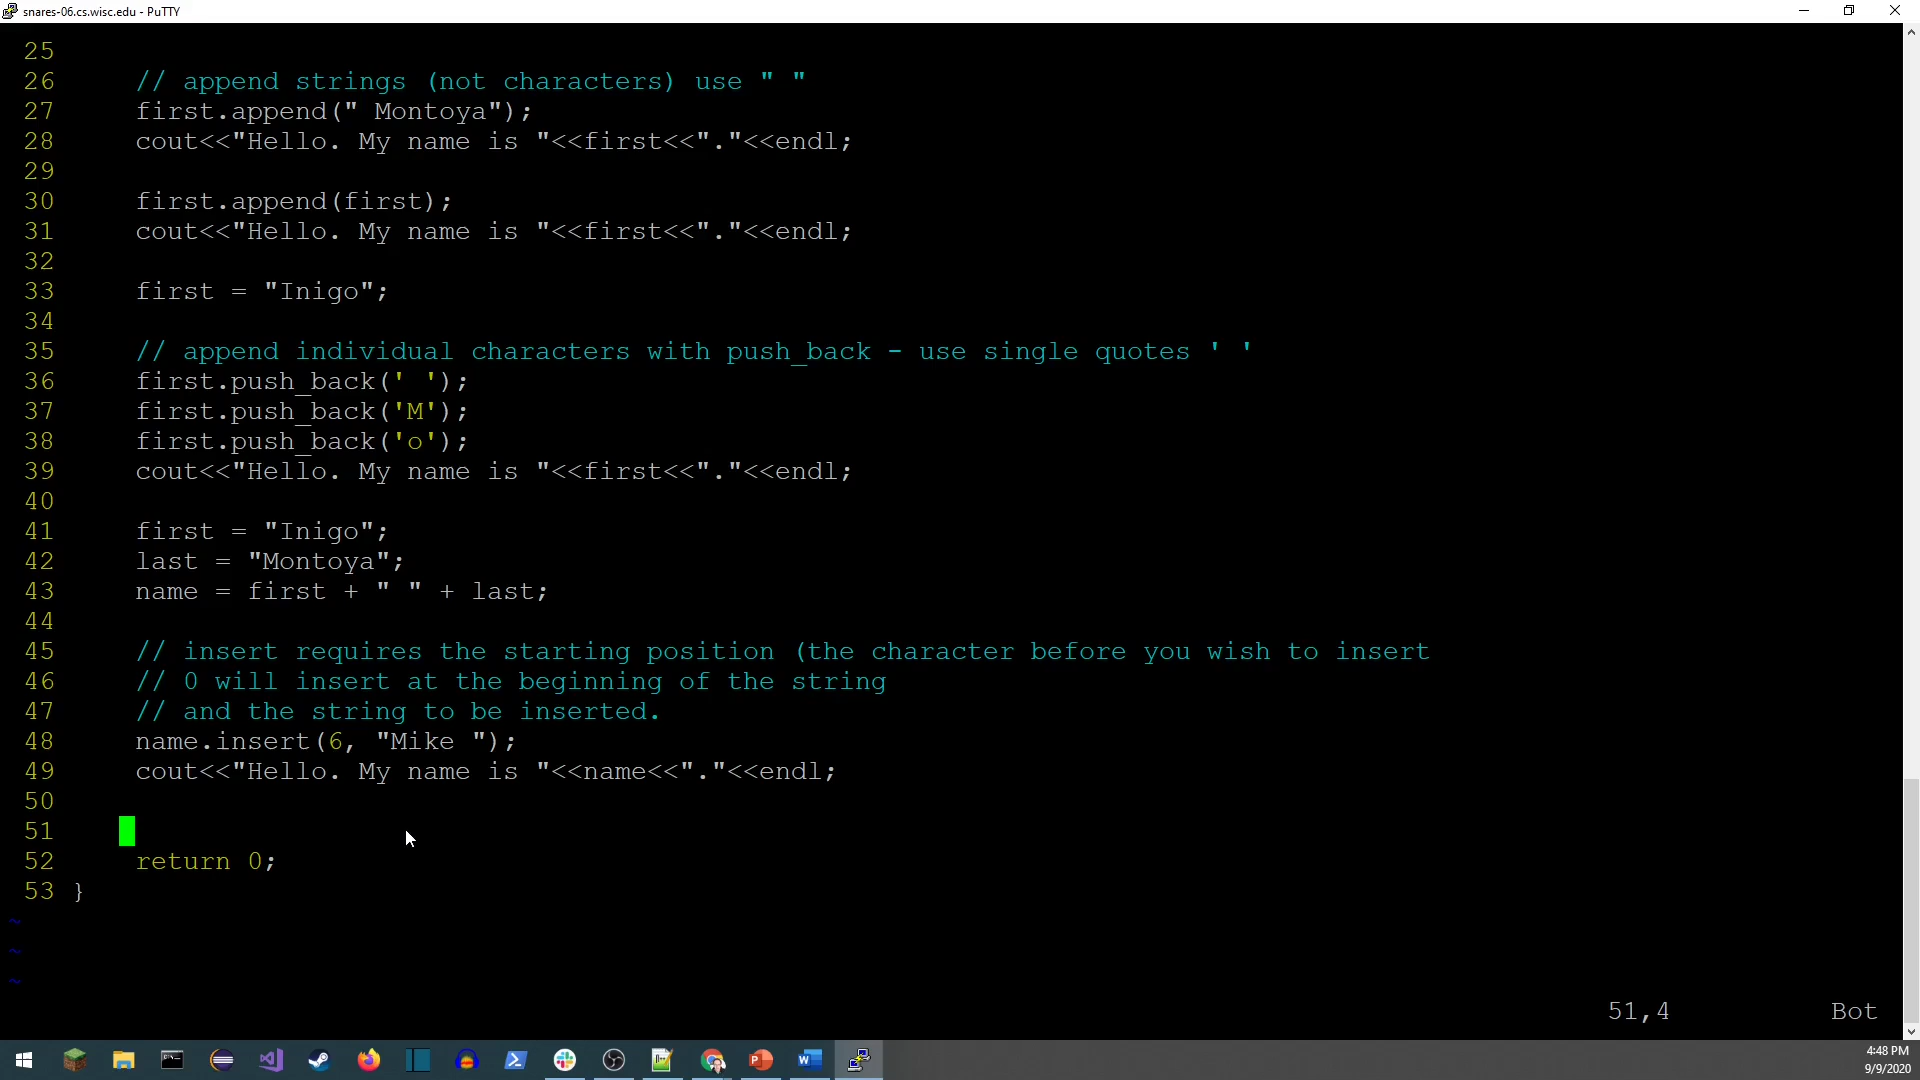 snares-06.cs.wisc.edu - PuTTY
25
26 // append strings (not characters) use " "
27 first.append(" Montoya");
28 cout<<"Hello. My name is "<<first<<"."<<endl;
29
30 first.append(first);
31 cout<<"Hello. My name is "<<first<<"."<<endl;
32
33 first = "Inigo";
34
35 // append individual characters with push_back - use single quotes ' '
36 first.push_back(' ');
37 first.push_back('M');
38 first.push_back('o');
39 cout<<"Hello. My name is "<<first<<"."<<endl;
40
41 first = "Inigo";
42 last = "Montoya";
43 name = first + " " + last;
44
45 // insert requires the starting position (the character before you wish to insert
46 // 0 will insert at the beginning of the string
47 // and the string to be inserted.
48 name.insert(6, "Mike ");
49 cout<<"Hello. My name is "<<name<<"."<<endl;
50
51
52 return 0;
53 }
~
~
~
51,4 Bot
4:48 PM
9/9/2020